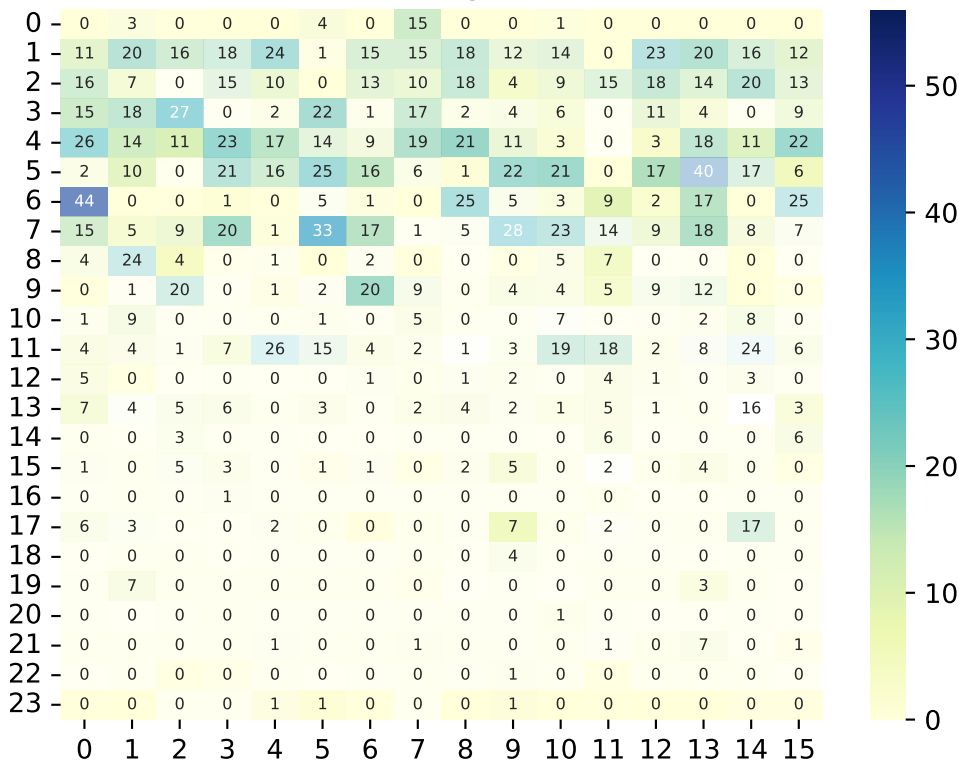 0 0 3 0 0 0 4 0 15 0 0 1 0 0 0 0 0
1 11 20 16 18 24 1 15 15 18 12 14 0 23 20 16 12
2 16 7 0 15 10 0 13 10 18 4 9 15 18 14 20 13
3 15 18 27 0 2 22 1 17 2 4 6 0 11 4 0 9
4 26 14 11 23 17 14 9 19 21 11 3 0 3 18 11 22
5 2 10 0 21 16 25 16 6 1 22 21 0 17 40 17 6
6 44 0 0 1 0 5 1 0 25 5 3 9 2 17 0 25
7 15 5 9 20 1 33 17 1 5 28 23 14 9 18 8 7
8 4 24 4 0 1 0 2 0 0 0 5 7 0 0 0 0
9 0 1 20 0 1 2 20 9 0 4 4 5 9 12 0 0
10 1 9 0 0 0 1 0 5 0 0 7 0 0 2 8 0
11 4 4 1 7 26 15 4 2 1 3 19 18 2 8 24 6
12 5 0 0 0 0 0 1 0 1 2 0 4 1 0 3 0
13 7 4 5 6 0 3 0 2 4 2 1 5 1 0 16 3
14 0 0 3 0 0 0 0 0 0 0 0 6 0 0 0 6
15 1 0 5 3 0 1 1 0 2 5 0 2 0 4 0 0
16 0 0 0 1 0 0 0 0 0 0 0 0 0 0 0 0
17 6 3 0 0 2 0 0 0 0 7 0 2 0 0 17 0
18 0 0 0 0 0 0 0 0 0 4 0 0 0 0 0 0
19 0 7 0 0 0 0 0 0 0 0 0 0 0 3 0 0
20 0 0 0 0 0 0 0 0 0 0 1 0 0 0 0 0
21 0 0 0 0 1 0 0 1 0 0 0 1 0 7 0 1
22 0 0 0 0 0 0 0 0 0 1 0 0 0 0 0 0
23 0 0 0 0 1 1 0 0 0 1 0 0 0 0 0 0
0 1 2 3 4 5 6 7 8 9 10 11 12 13 14 15
50
40
30
20
10
0